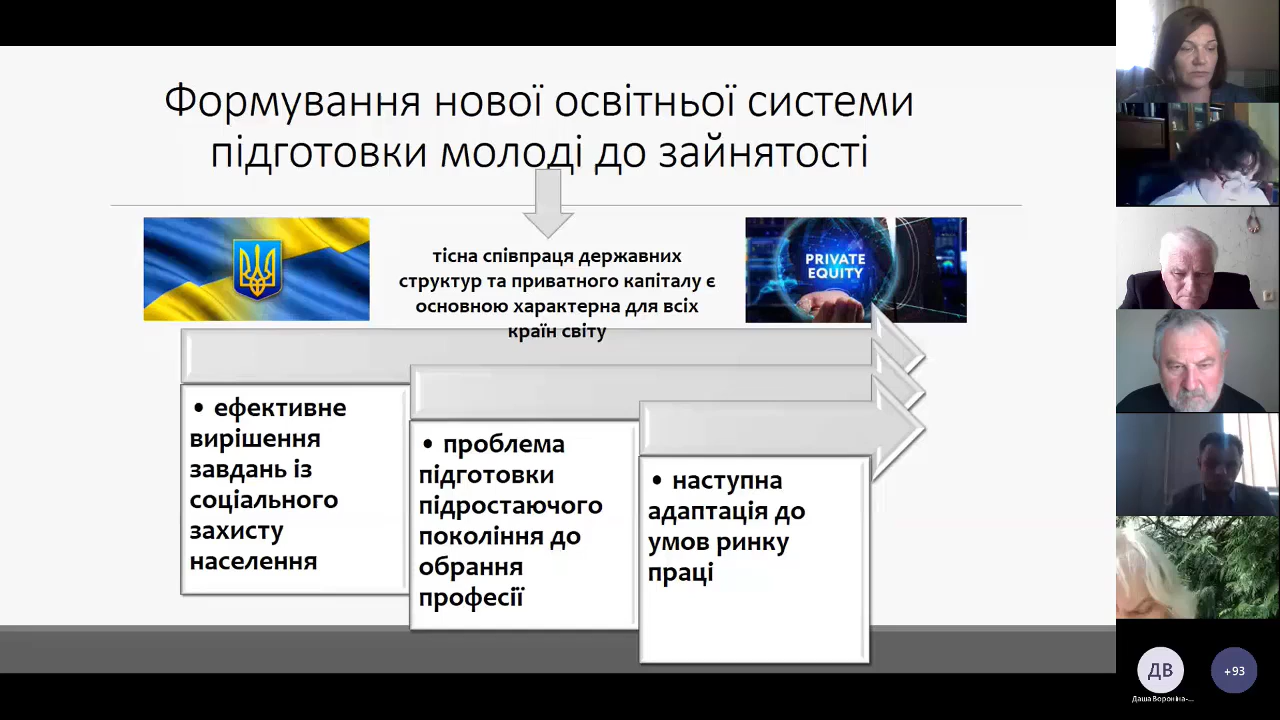 Формування нової освітньої системи
підготовки молоді до зайнятості
тісна співпраця державних
структур та приватного капіталу є
основною характерна для всіх
країн світу
PRIVATE
EQUITY
• ефективне
вирішення
завдань із
соціального
захисту
населення
• проблема
підготовки
підростаючого
покоління до
обрання
професії
• наступна
адаптація до
умов ринку
праці
ДВ
+93
Даша Вороніна-...